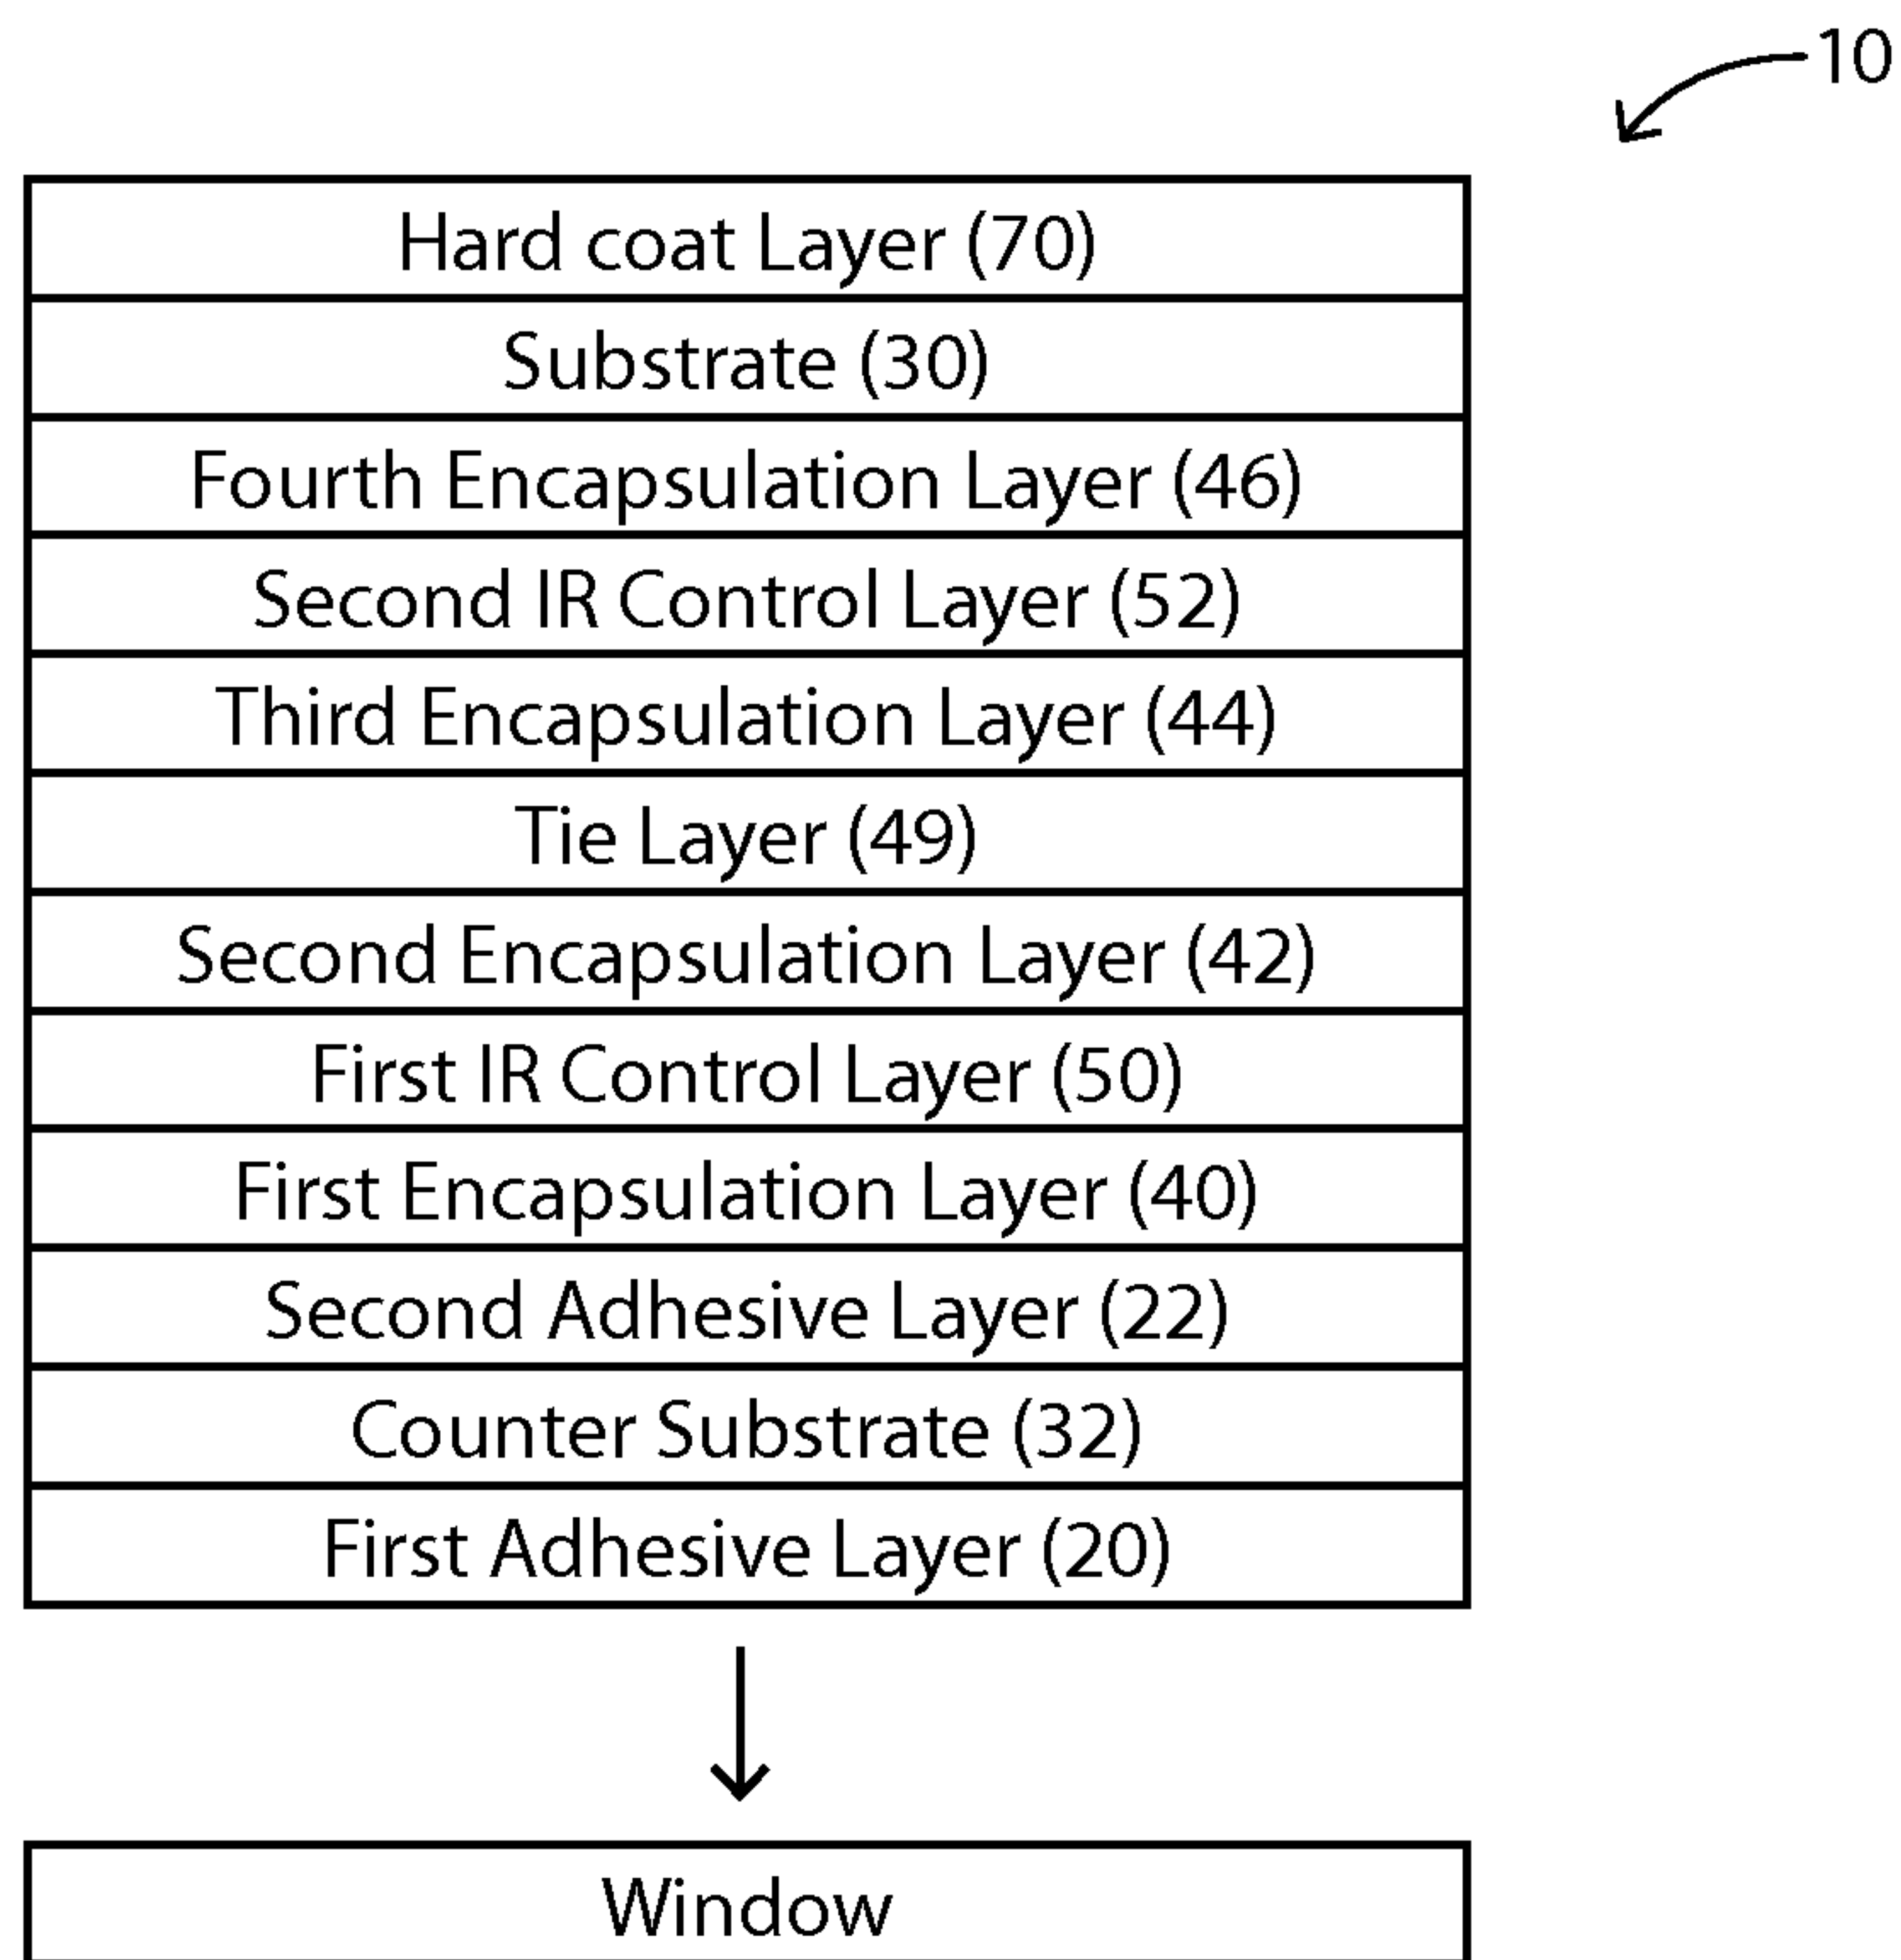 10
Hard coat Layer (70)
Substrate (30)
Fourth Encapsulation Layer (46)
Second IR Control Layer (52)
Third Encapsulation Layer (44)
Tie Layer (49)
Second Encapsulation Layer (42)
First IR Control Layer (50)
First Encapsulation Layer (40)
Second Adhesive Layer (22)
Counter Substrate (32)
First Adhesive Layer (20)
Window